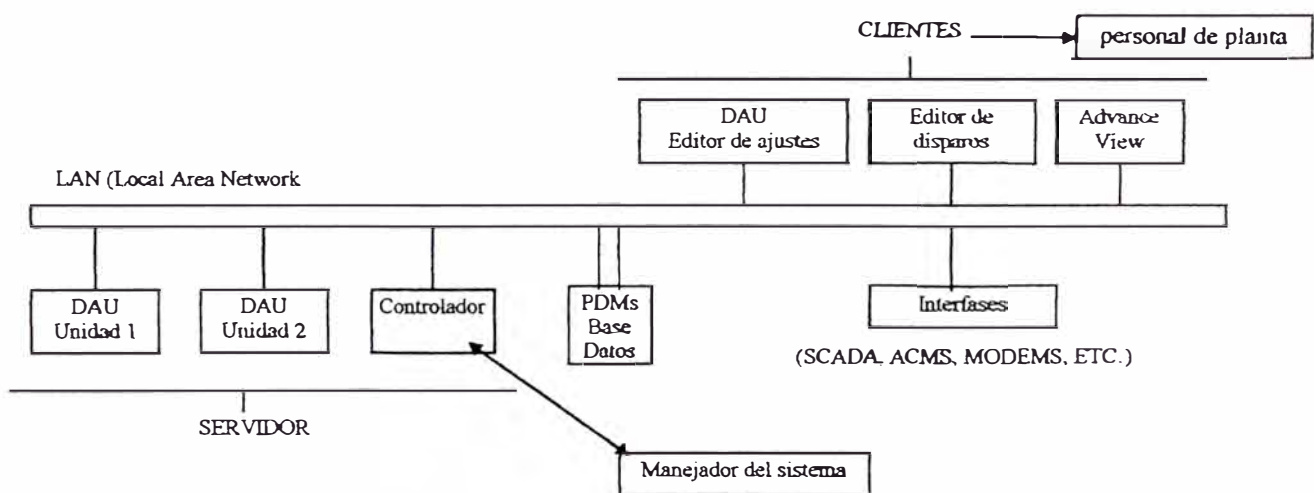 CLIENTES
personal de planta
DAU
Editor de ajustes
Editor de
disparos
Advance
View
LAN (Local Area Network
DAU
Unidad 1
DAU
Unidad 2
Controlador
PDMs
Base
Datos
Interfases
(SCADA, ACMS, MODEMS, ETC.)
SERVIDOR
Manejador del sistema